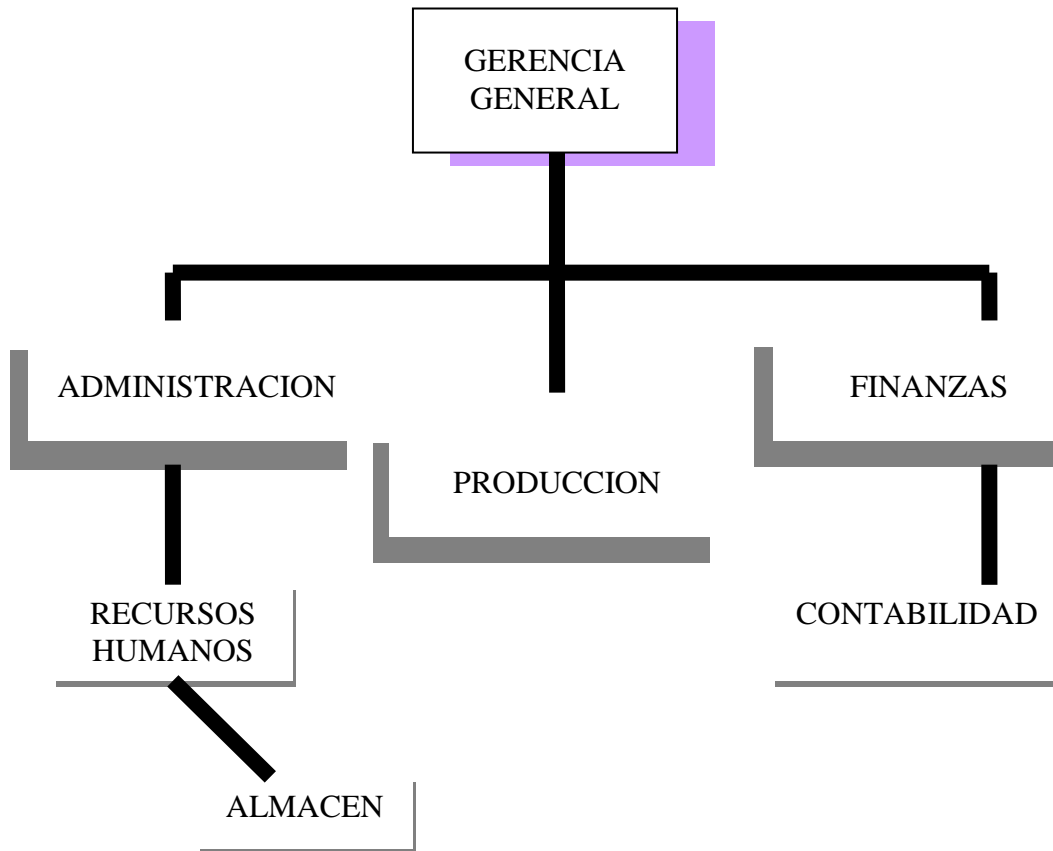 GERENCIA
GENERAL
ADMINISTRACION
FINANZAS
PRODUCCION
RECURSOS
HUMANOS
CONTABILIDAD
ALMACEN